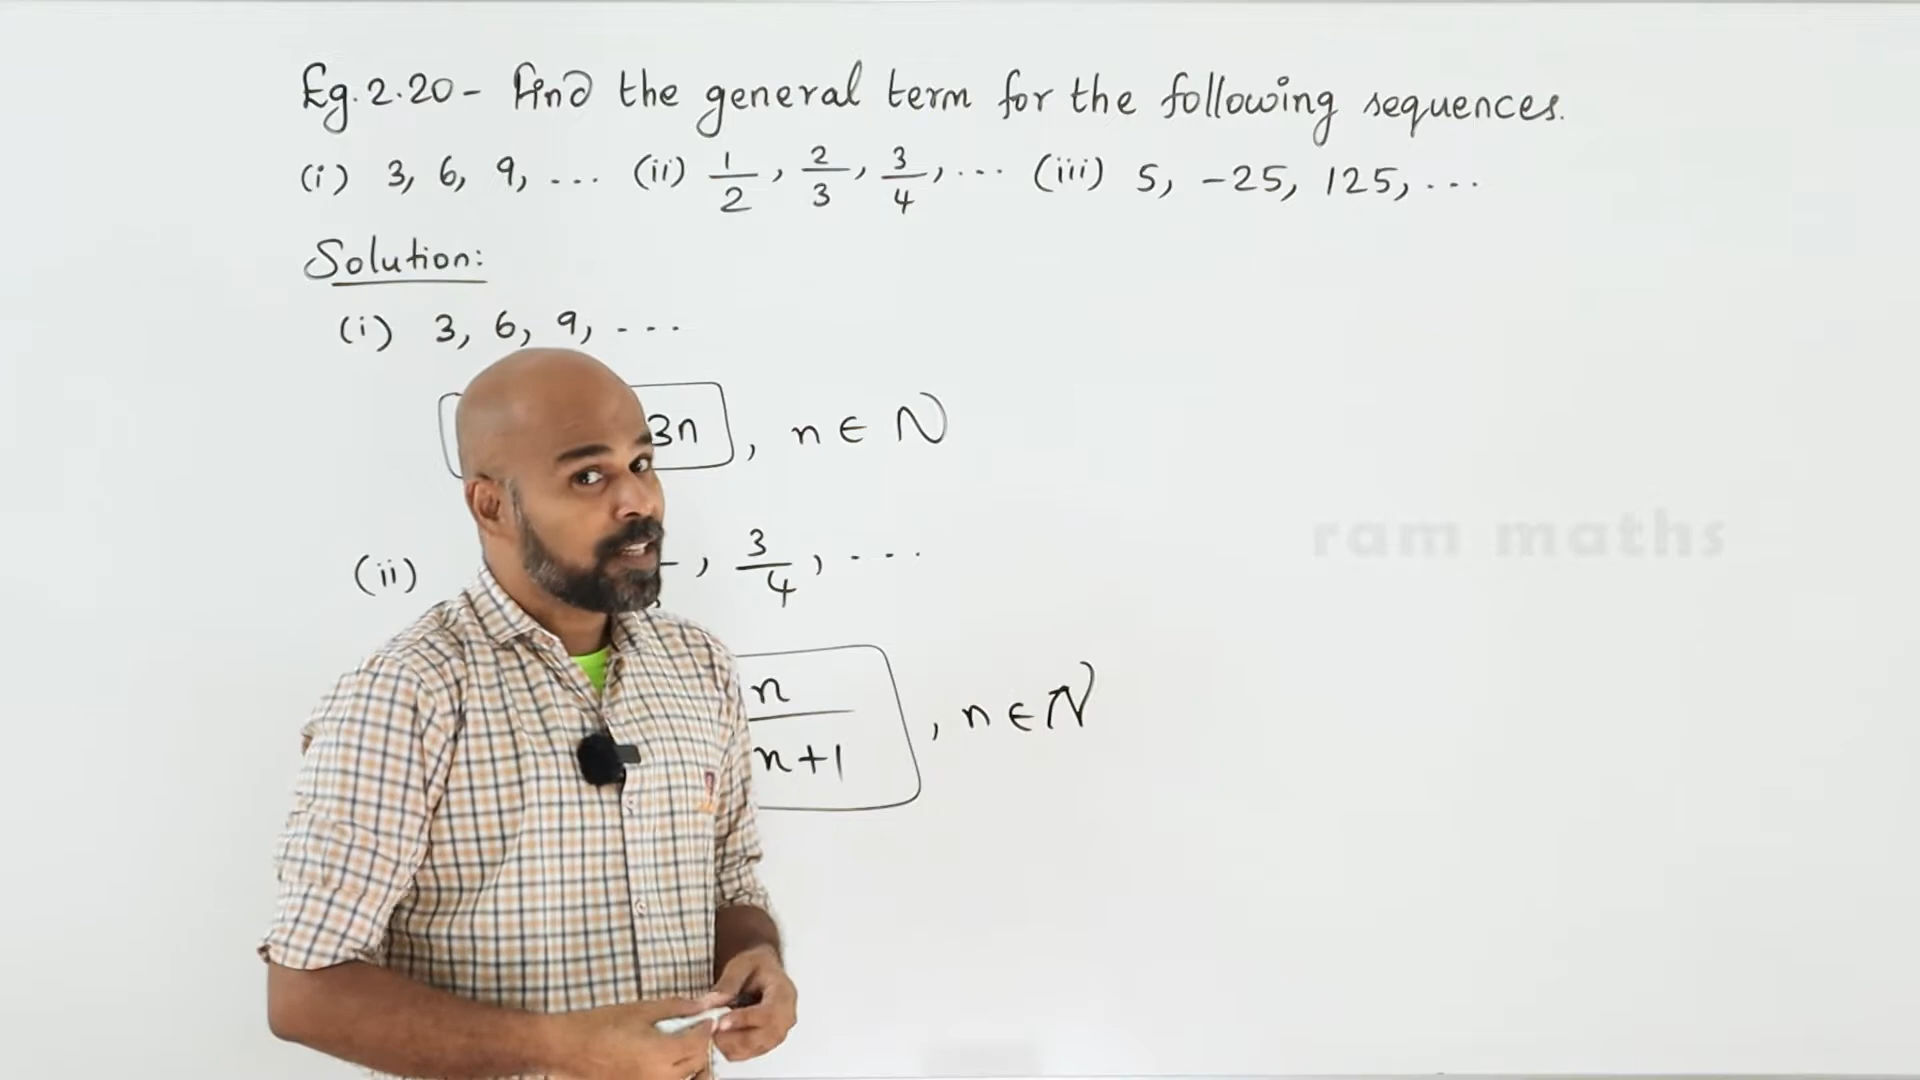 Eg. 2.20 - Find the general term for the following sequences.
(i) 3, 6, 9, ... (ii) 1/2, 2/3, 3/4, ... (iii) 5, -25, 125, ...
Solution:
(i) 3, 6, 9, ...
3n, n ∈ N
(ii) , 3/4, ...
n/n+1, n ∈ N
ram maths